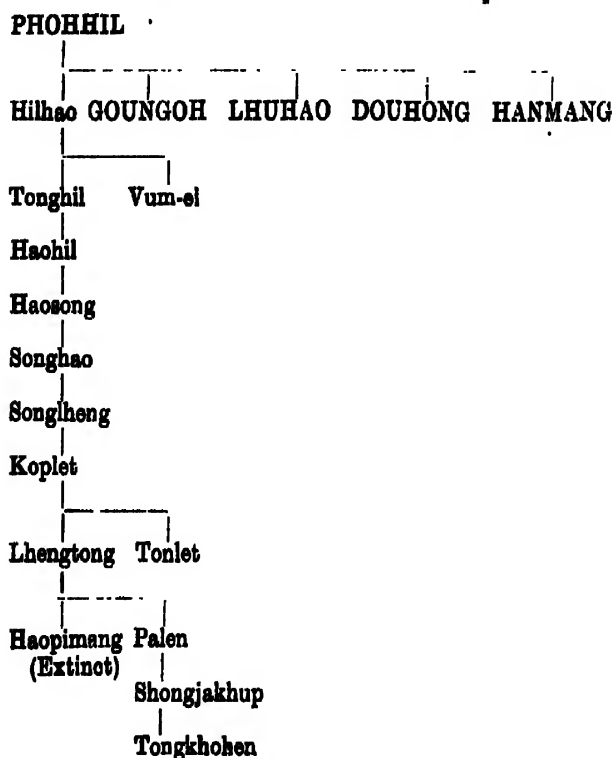 PHOHHIL
Hilhao GOUNGOH LHUHAO DOUHONG HANMANG
Tonghil Vum-ei
Haohil
Haosong
Songhao
Songlheng
Koplet
Lhengtong Tonlet
Haopimang Palen
(Extinct)
Shongjakhup
Tongkhohen